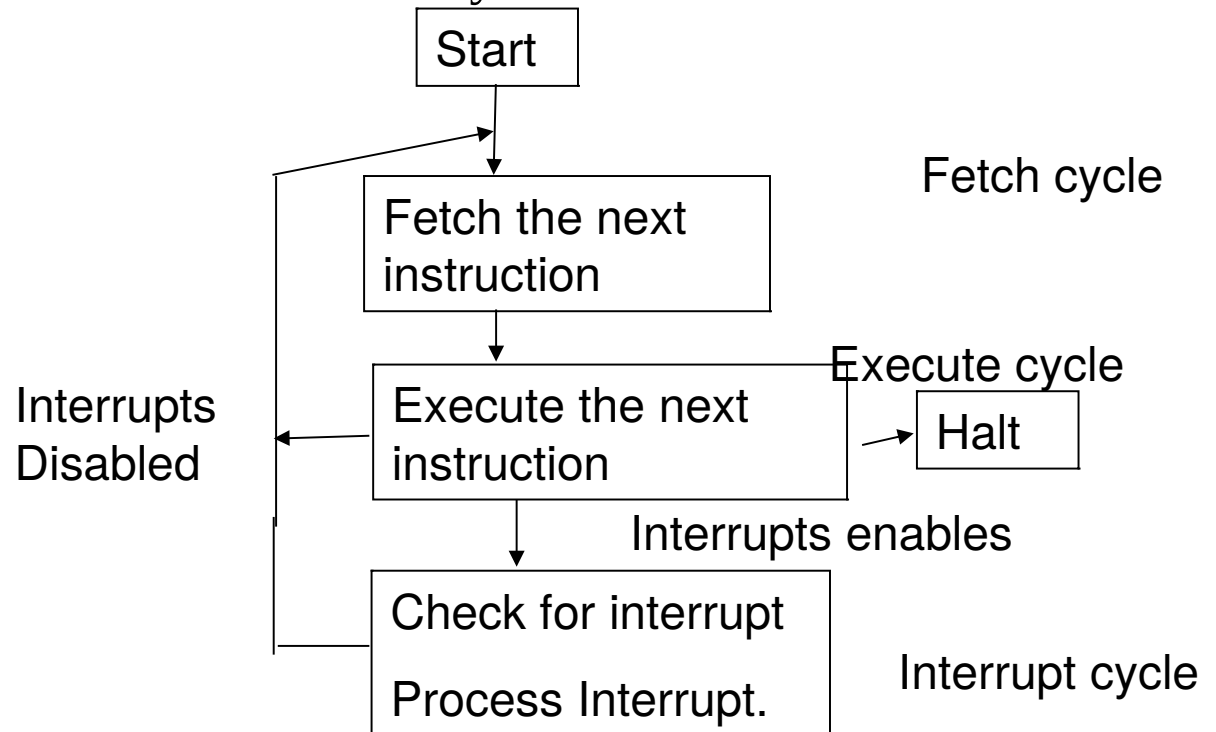 Start
Fetch cycle
Fetch the next
instruction
Execute cycle
Interrupts
Disabled
Execute the next
instruction
Halt
Interrupts enables
Check for interrupt
Process Interrupt.
Interrupt cycle